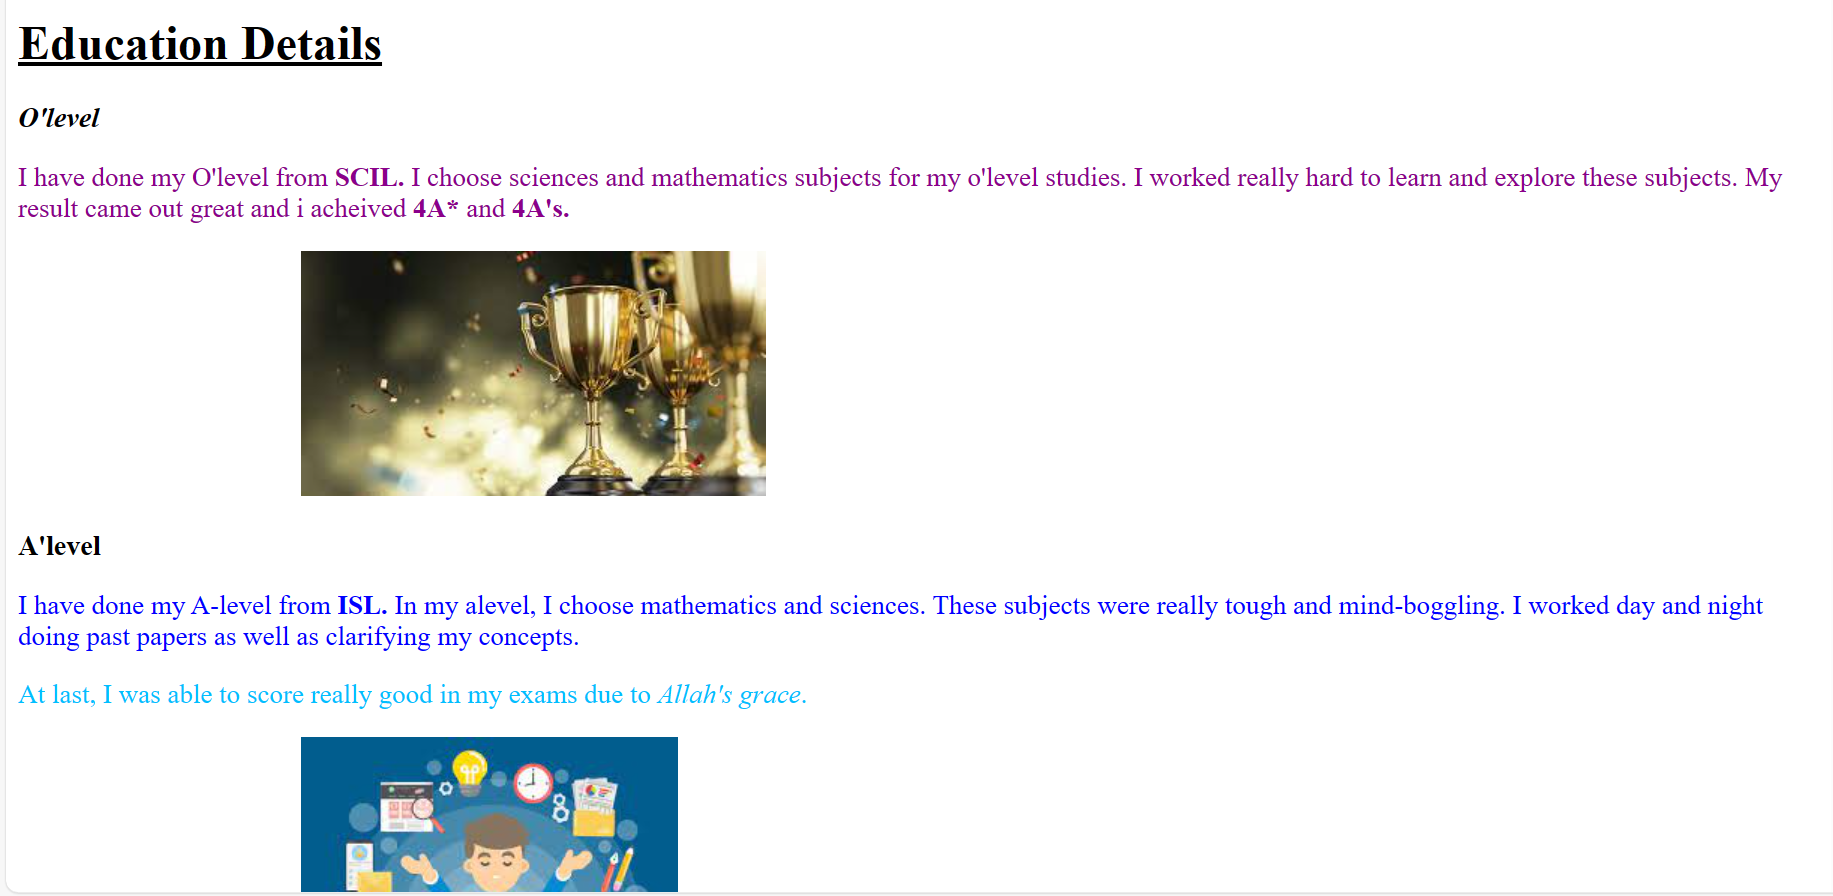 Education Details
O'level
I have done my O'level from SCIL. I choose sciences and mathematics subjects for my o'level studies. I worked really hard to learn and explore these subjects. My
result came out great and i acheived 4A* and 4A's.
A'level
I have done my A-level from ISL. In my alevel, I choose mathematics and sciences. These subjects were really tough and mind-boggling. I worked day and night
doing past papers as well as clarifying my concepts.
At last, I was able to score really good in my exams due to Allah's grace.